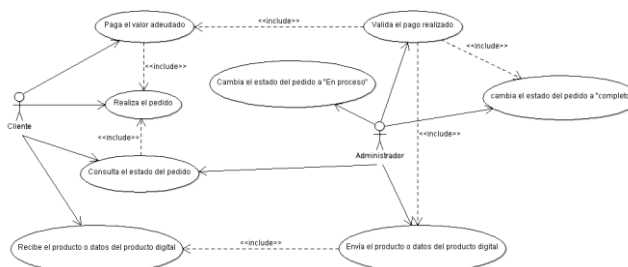 Paga el valor adeudado
<<include>>
Valida el pago realizado
<<include>>
<<include>>
Cambia el estado del pedido a "En proceso"
cambia el estado del pedido a "completo"
Realiza el pedido
Cliente
<<include>>
<<include>>
Administrador
Consulta el estado del pedido
Recibe el producto o datos del producto digital
<<include>>
Envía el producto o datos del producto digital